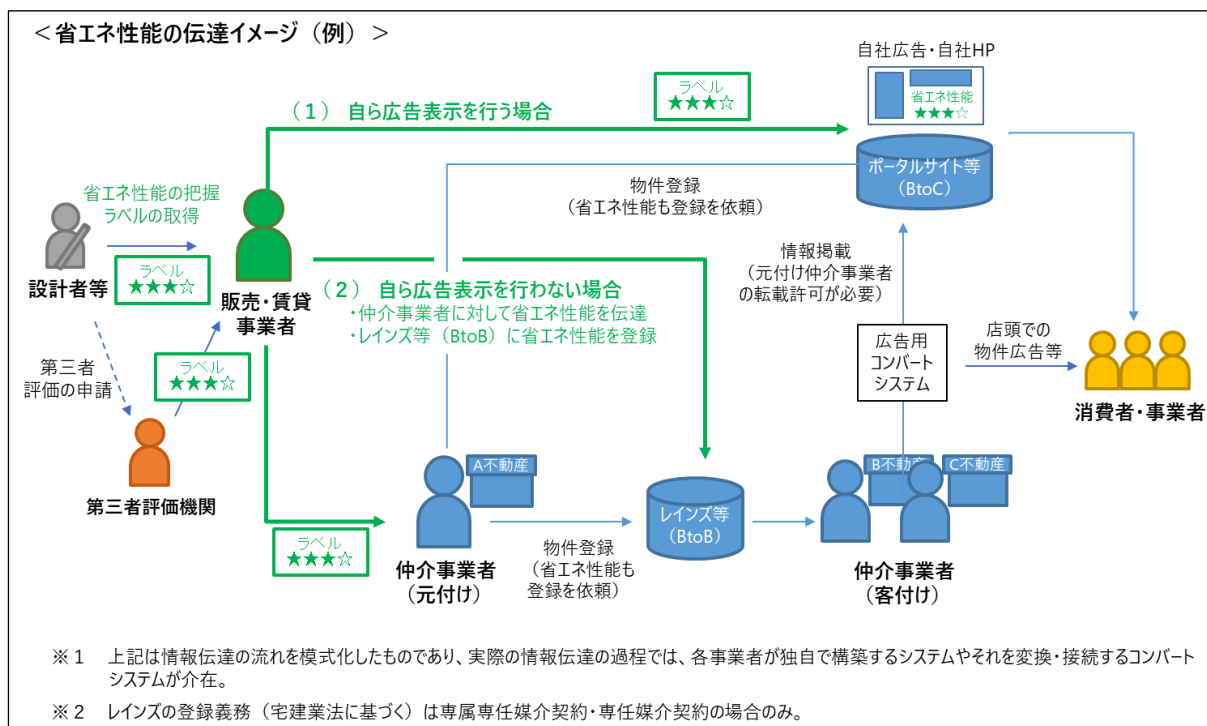 ＜省エネ性能の伝達イメージ（例）＞
自社広告・自社HP
ラベル
★★★☆
省エネ性能
★★★☆
（１） 自ら広告表示を行う場合
ポータルサイト等
（BtoC）
省エネ性能の把握
ラベルの取得
物件登録
（省エネ性能も登録を依頼）
ラベル
★★★☆
設計者等
販売・賃貸
事業者
（２） 自ら広告表示を行わない場合
・仲介事業者に対して省エネ性能を伝達
・レインズ等（BtoB）に省エネ性能を登録
情報掲載
（元付け仲介事業者
の転載許可が必要）
広告用
コンバート
システム
店頭での
物件広告等
消費者・事業者
第三者
評価の申請
ラベル
★★★☆
第三者評価機関
ラベル
★★★☆
A不動産
仲介事業者
（元付け）
物件登録
（省エネ性能も
登録を依頼）
レインズ等
（BtoB）
B不動産
C不動産
仲介事業者
（客付け）
※１ 上記は情報伝達の流れを模式化したものであり、実際の情報伝達の過程では、各事業者が独自で構築するシステムやそれを変換・接続するコンバート
システムが介在。
※２ レインズの登録義務（宅建業法に基づく）は専属専任媒介契約・専任媒介契約の場合のみ。